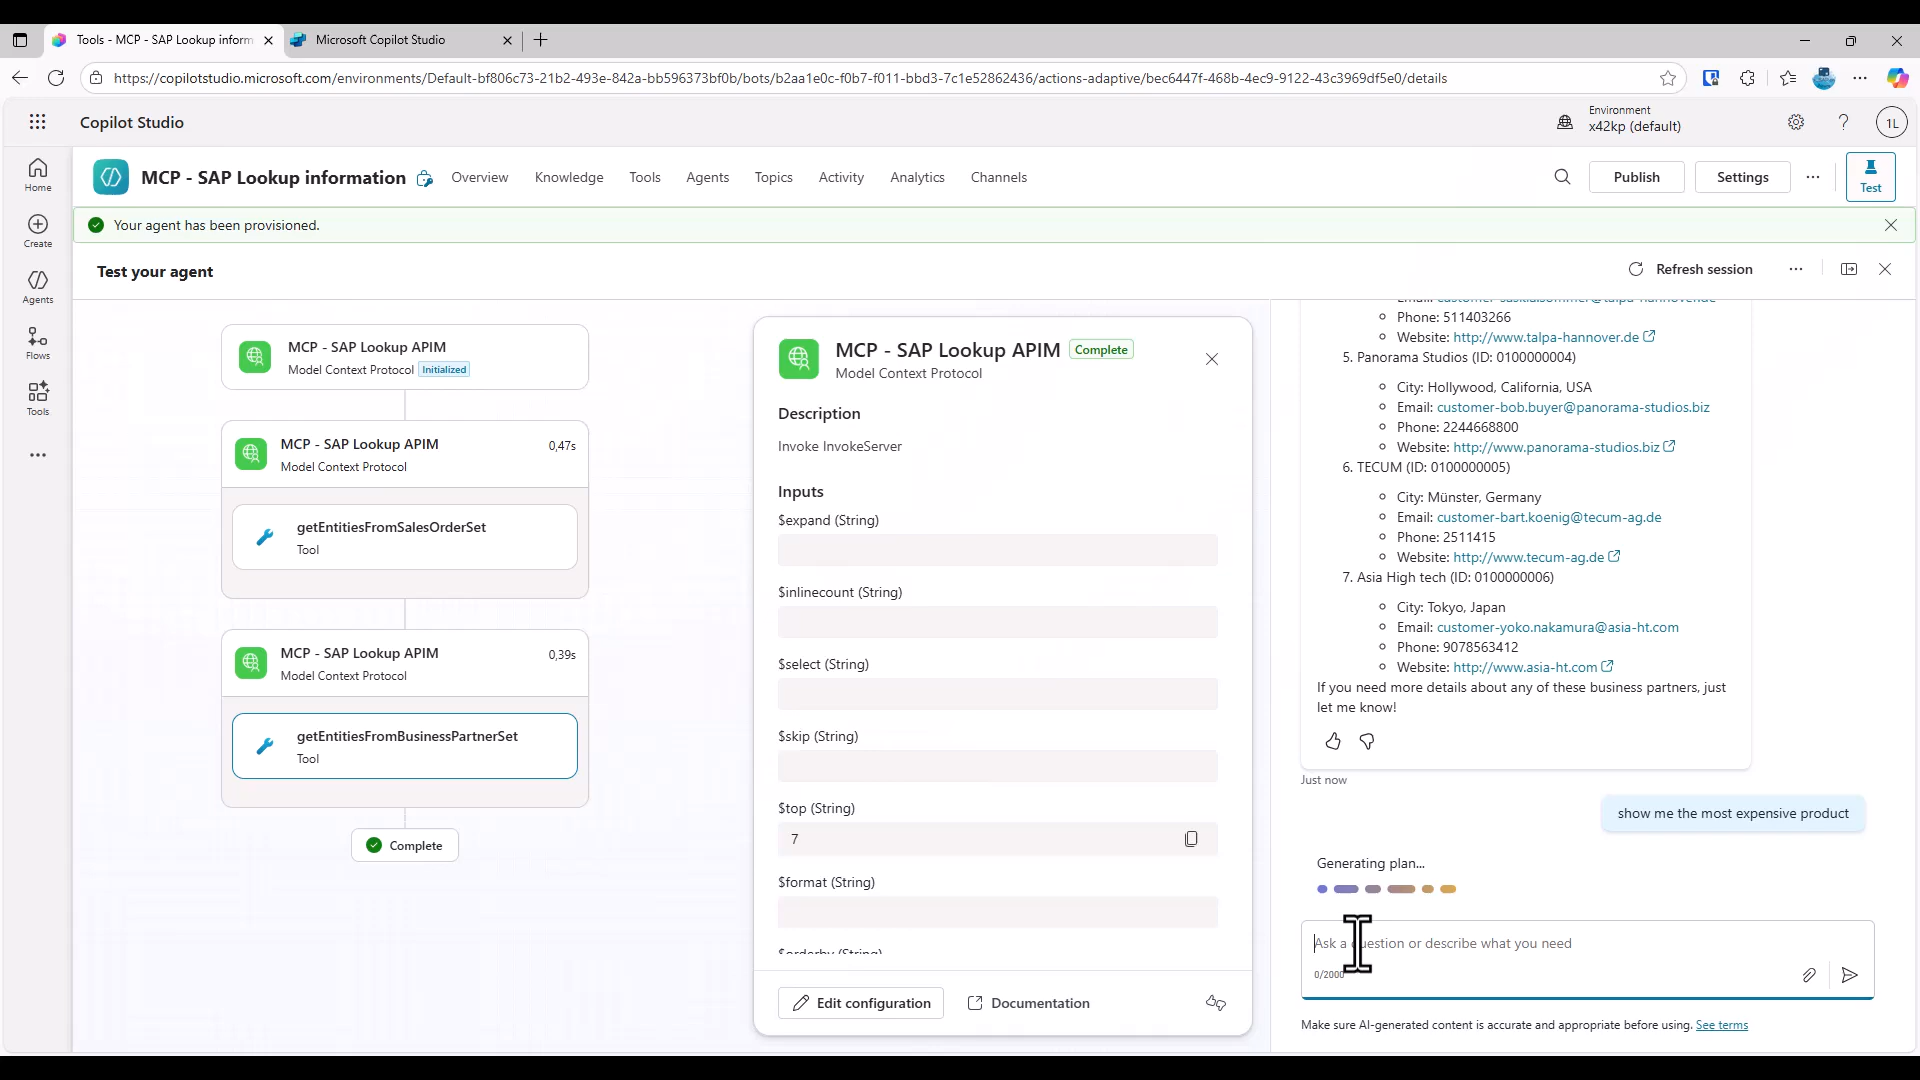 Tools - MCP - SAP Lookup inform
Microsoft Copilot Studio
https://copilotstudio.microsoft.com/environments/Default-bf806c73-21b2-493e-842a-bb596373bf0b/bots/b2aa1e0c-f0b7-f011-bbd3-7c1e52862436/actions-adaptive/bec6447f-468b-4ec9-9122-43c3969df5e0/details
Copilot Studio
Environment
x42kp (default)
1L
Home
Create
Agents
Flows
Tools
MCP - SAP Lookup information
Overview
Knowledge
Tools
Agents
Topics
Activity
Analytics
Channels
Publish
Settings
Test
Your agent has been provisioned.
Test your agent
Refresh session
MCP - SAP Lookup APIM
Model Context Protocol
Initialized
MCP - SAP Lookup APIM
0,47s
Model Context Protocol
getEntitiesFromSalesOrderSet
Tool
MCP - SAP Lookup APIM
0,39s
Model Context Protocol
getEntitiesFromBusinessPartnerSet
Tool
Complete
MCP - SAP Lookup APIM
Complete
Model Context Protocol
Description
Invoke InvokeServer
Inputs
$expand (String)
$inlinecount (String)
$select (String)
$skip (String)
$top (String)
7
$format (String)
$orderby (String)
Edit configuration
Documentation
Phone: 511403266
Website: http://www.talpa-hannover.de
5. Panorama Studios (ID: 0100000004)
City: Hollywood, California, USA
Email: customer-bob.buyer@panorama-studios.biz
Phone: 2244668800
Website: http://www.panorama-studios.biz
6. TECUM (ID: 0100000005)
City: Münster, Germany
Email: customer-bart.koenig@tecum-ag.de
Phone: 2511415
Website: http://www.tecum-ag.de
7. Asia High tech (ID: 0100000006)
City: Tokyo, Japan
Email: customer-yoko.nakamura@asia-ht.com
Phone: 9078563412
Website: http://www.asia-ht.com
If you need more details about any of these business partners, just
let me know!
Just now
show me the most expensive product
Generating plan...
Ask a question or describe what you need
0/2000
Make sure AI-generated content is accurate and appropriate before using. See terms